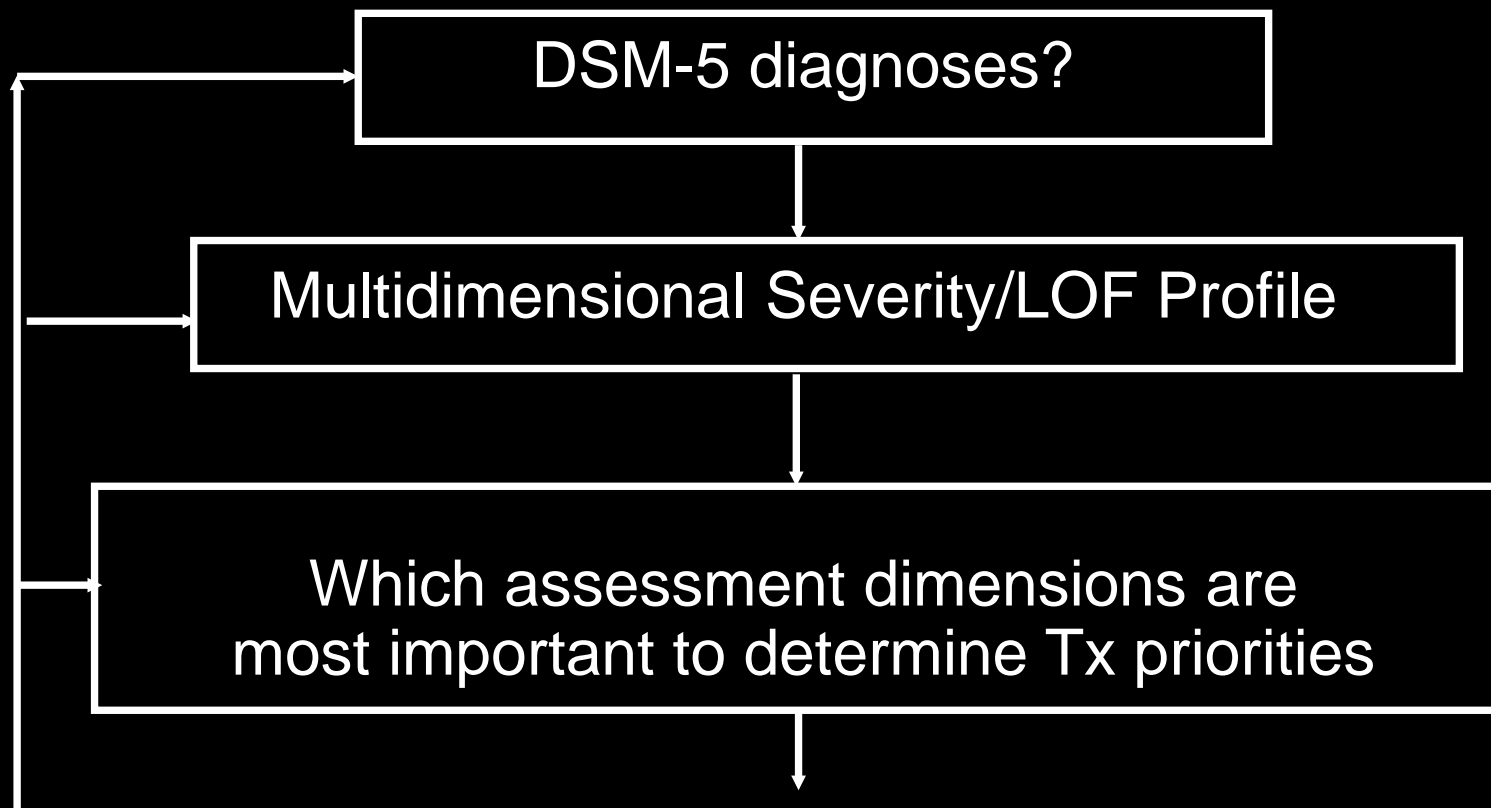 DSM-5 diagnoses?
Multidimensional Severity/LOF Profile
Which assessment dimensions are
most important to determine Tx priorities